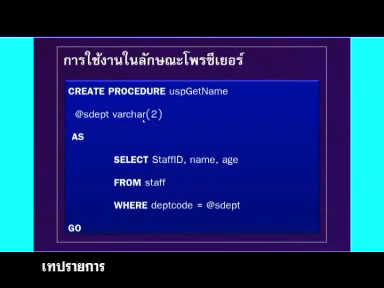 การใช้งานในลักษณะโพรซีเยอร์
CREATE PROCEDURE uspGetName
@sdept varchar(2)
AS
SELECT StaffID, name, age
FROM staff
WHERE deptcode = @sdept
GO
เทปรายการ